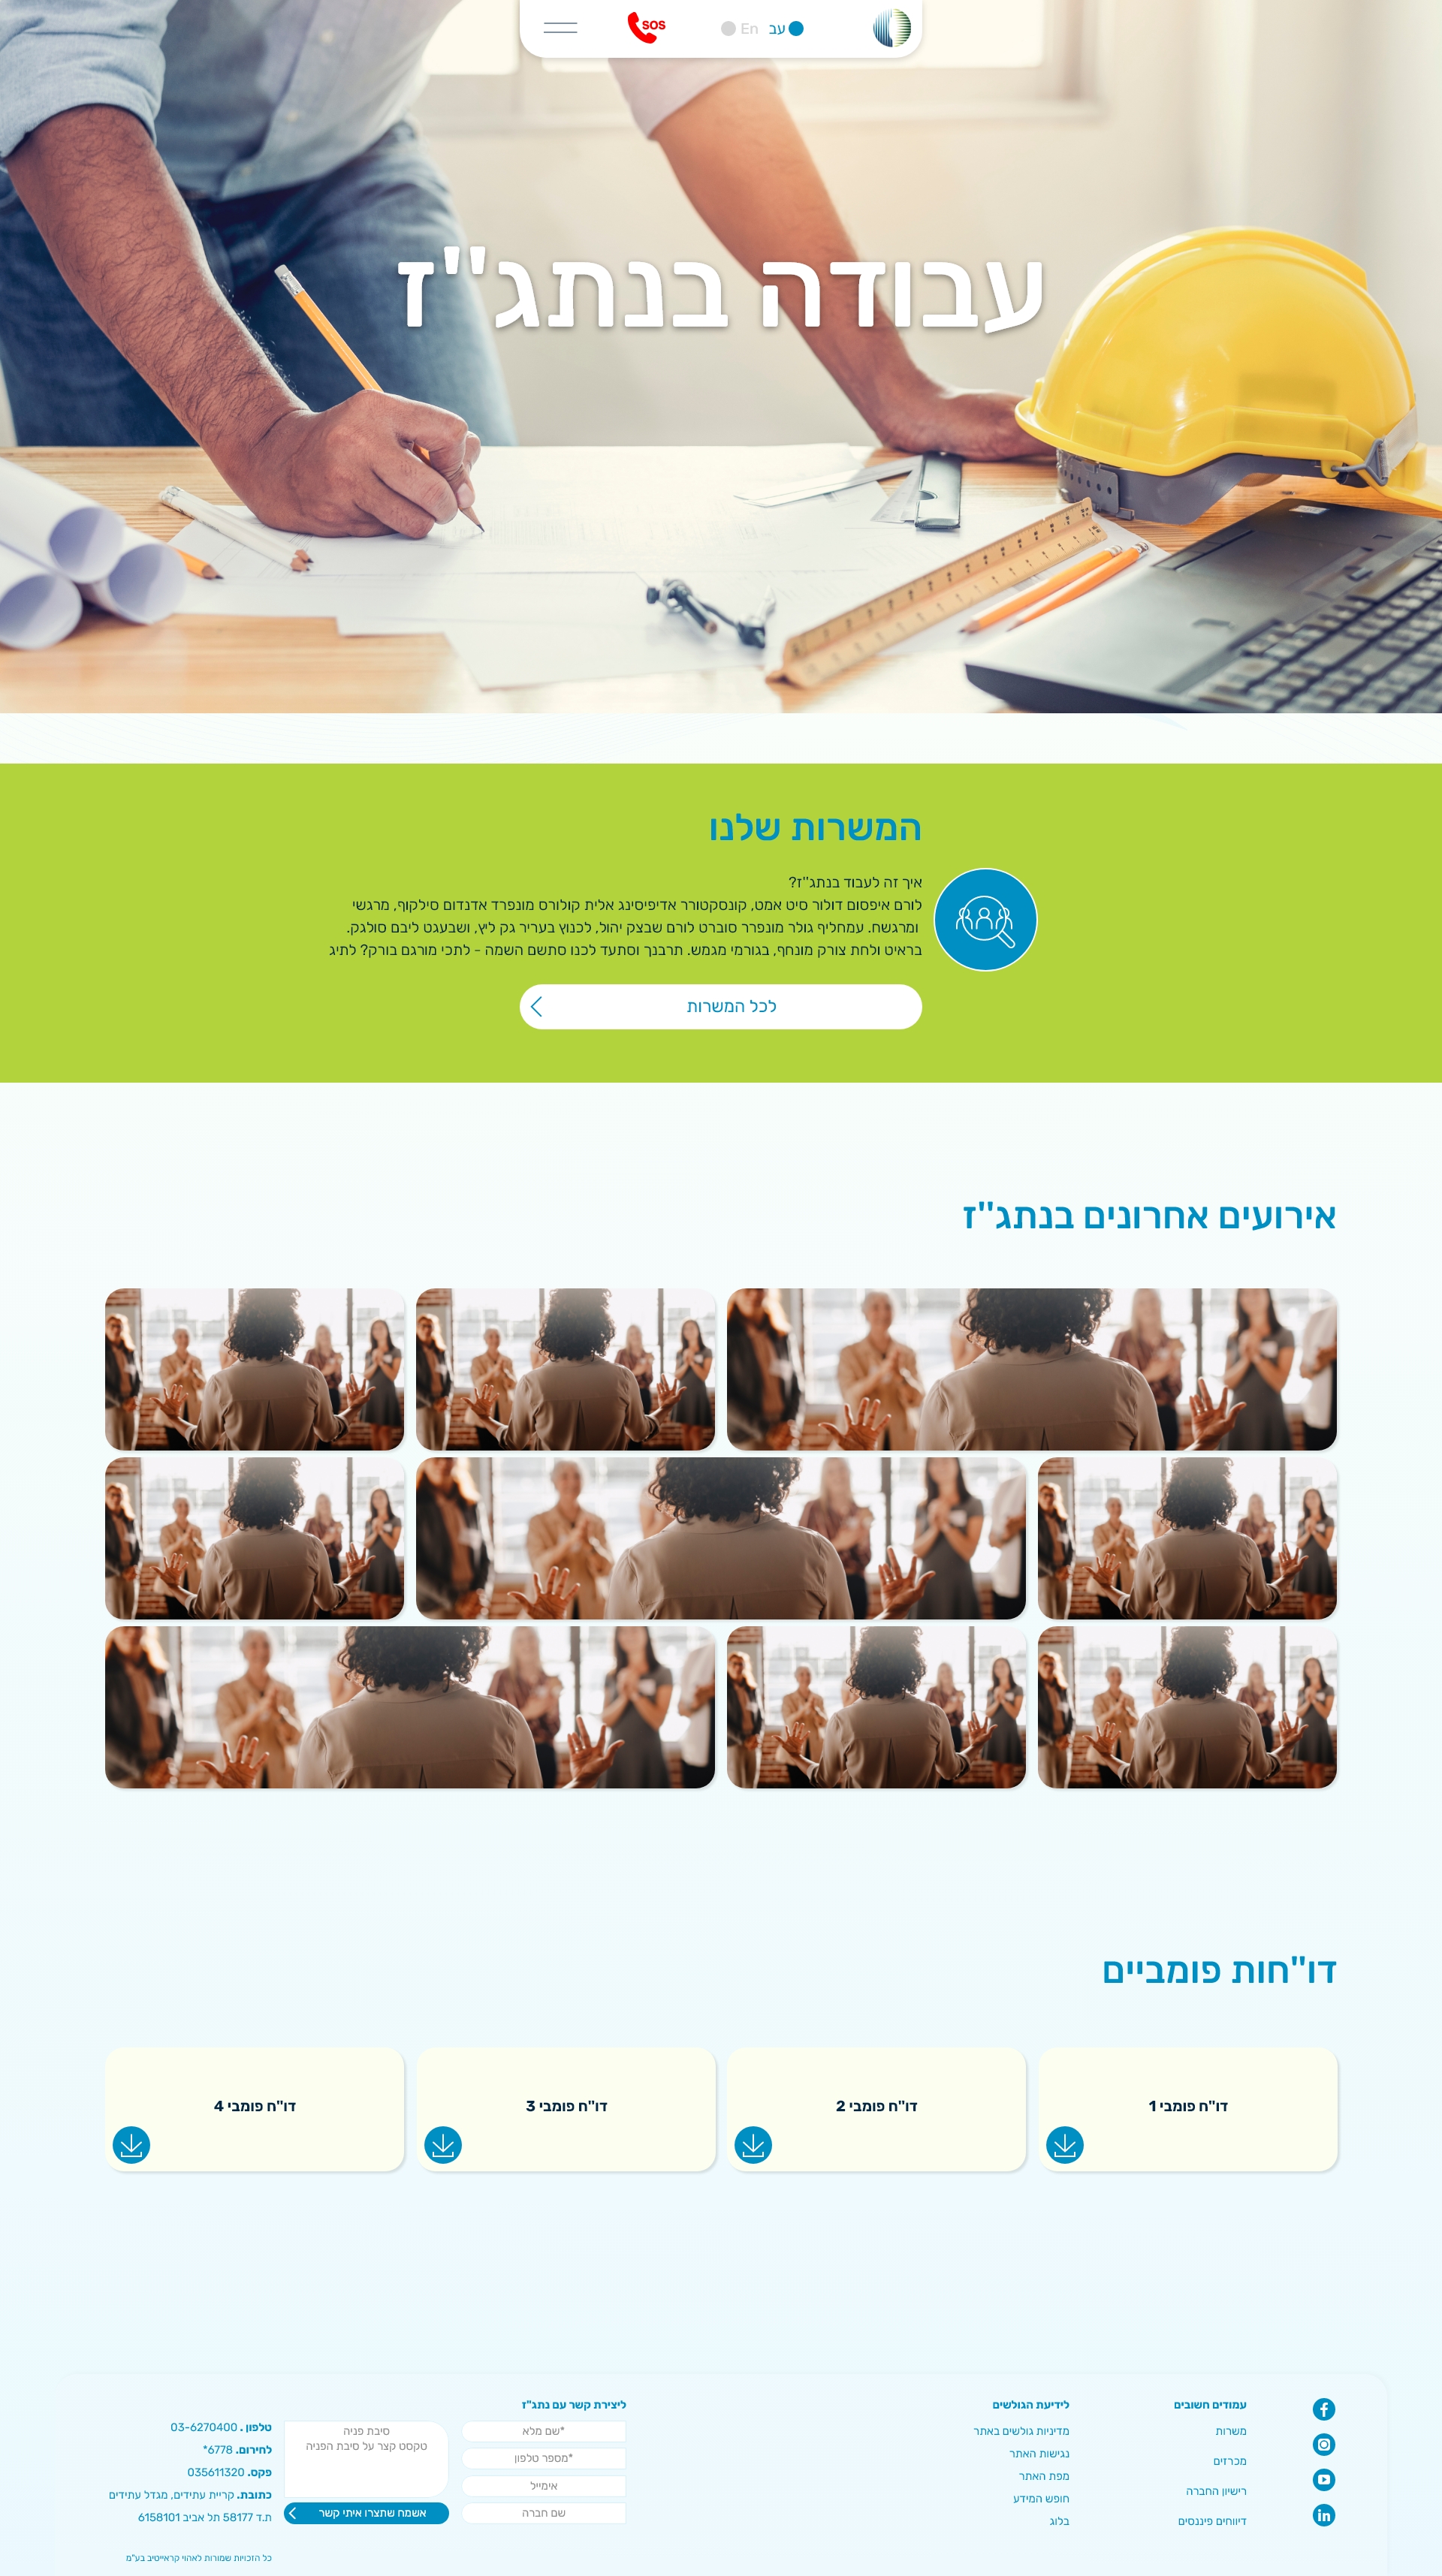 עב En SOS
עבודה בנתג''ז
המשרות שלנו
איך זה לעבוד בנתג''ז?
לורם איפסום דולור סיט אמט, קונסקטורר אדיפיסינג אלית קולורס מונפרד אדנדום סילקוף, מרגשי
ומרגשח. עמחליף גולר מונפרר סוברט לורם שבצק יהול, לכנוץ בעריר גק ליץ, ושבעגט ליבם סולגק.
בראיט ולחת צורק מונחף, בגורמי מגמש. תרבנך וסתעד לכנו סתשם השמה - לתכי מורגם בורק? לתיג
לכל המשרות
אירועים אחרונים בנתג''ז
דו''חות פומביים
דו''ח פומבי 1
דו''ח פומבי 2
דו''ח פומבי 3
דו''ח פומבי 4
עמודים חשובים
משרות
מכרזים
רישיון החברה
דיווחים פיננסים
לידיעת הגולשים
מדיניות גולשים באתר
נגישות האתר
מפת האתר
חופש המידע
בלוג
ליצירת קשר עם נתג"ז
*שם מלא
*מספר טלפון
אימייל
שם חברה
סיבת פניה
טקסט קצר על סיבת הפניה
אשמח שתצרו איתי קשר
טלפון . 03-6270400
לחירום. 6778*
פקס. 035611320
כתובת. קריית עתידים, מגדל עתידים
ת.ד 58177 תל אביב 6158101
כל הזכויות שמורות לאהוי קראייטיב בע"מ